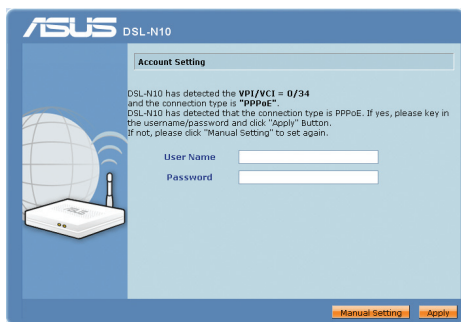 ASUS DSL-N10
Account Setting
DSL-N10 has detected the VPI/VCI = 0/34
and the connection type is "PPPoE".
DSL-N10 has detected that the connection type is PPPoE. If yes, please key in
the username/password and click "Apply" Button.
If not, please click "Manual Setting" to set again.
User Name
Password
Manual Setting Apply